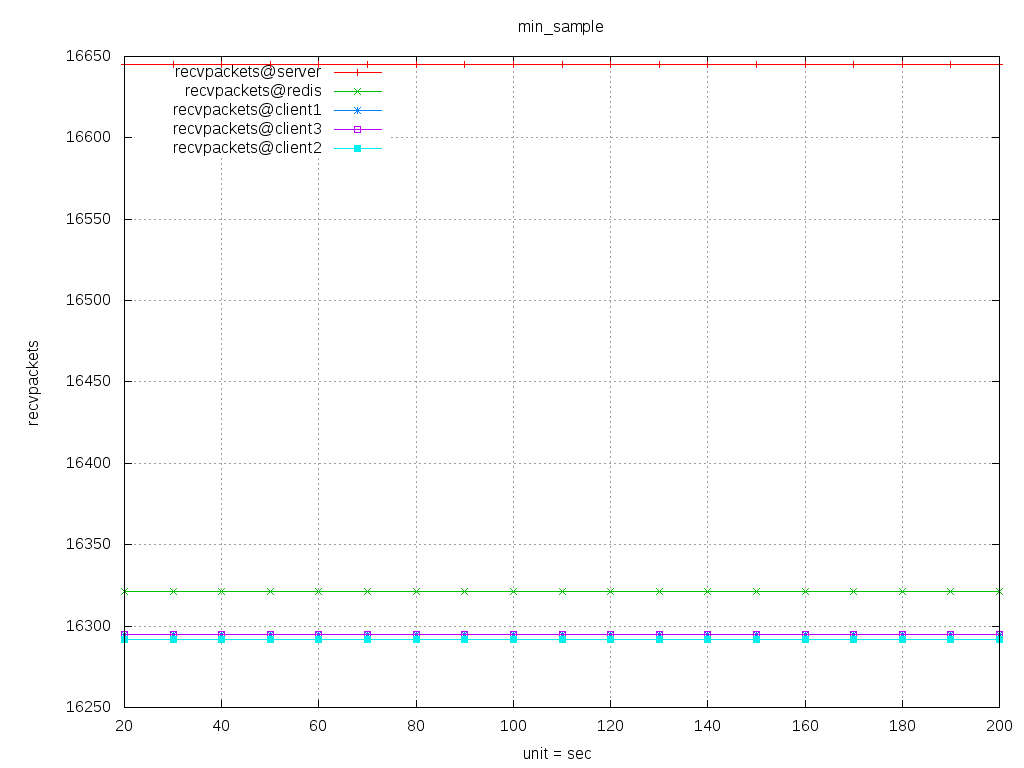 min_sample
16650
16600
16550
16500
16450
16400
16350
16300
16250
recvpackets
recvpackets@server
recvpackets@redis
recvpackets@client1
recvpackets@client3
recvpackets@client2
20 40 60 80 100 120 140 160 180 200
unit = sec